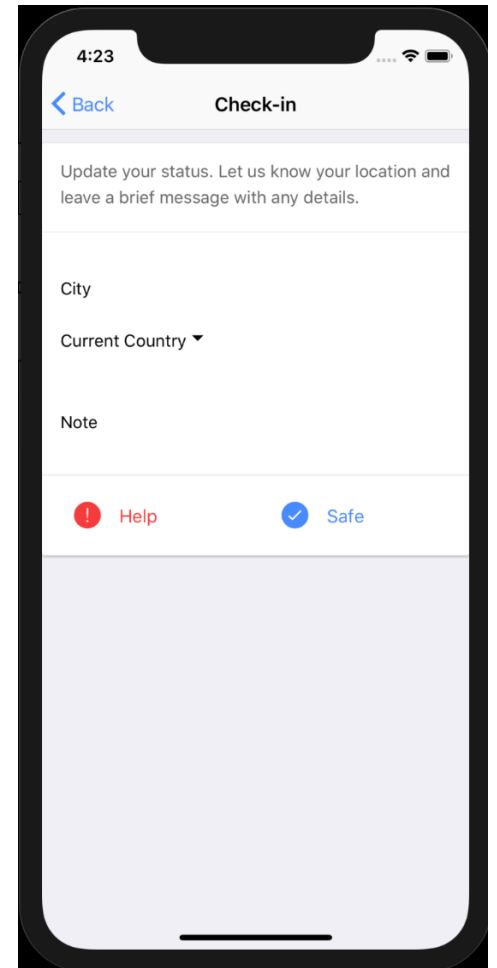 4:23
Back
Check-in
Update your status. Let us know your location and
leave a brief message with any details.
City
Current Country
Note
Help
Safe